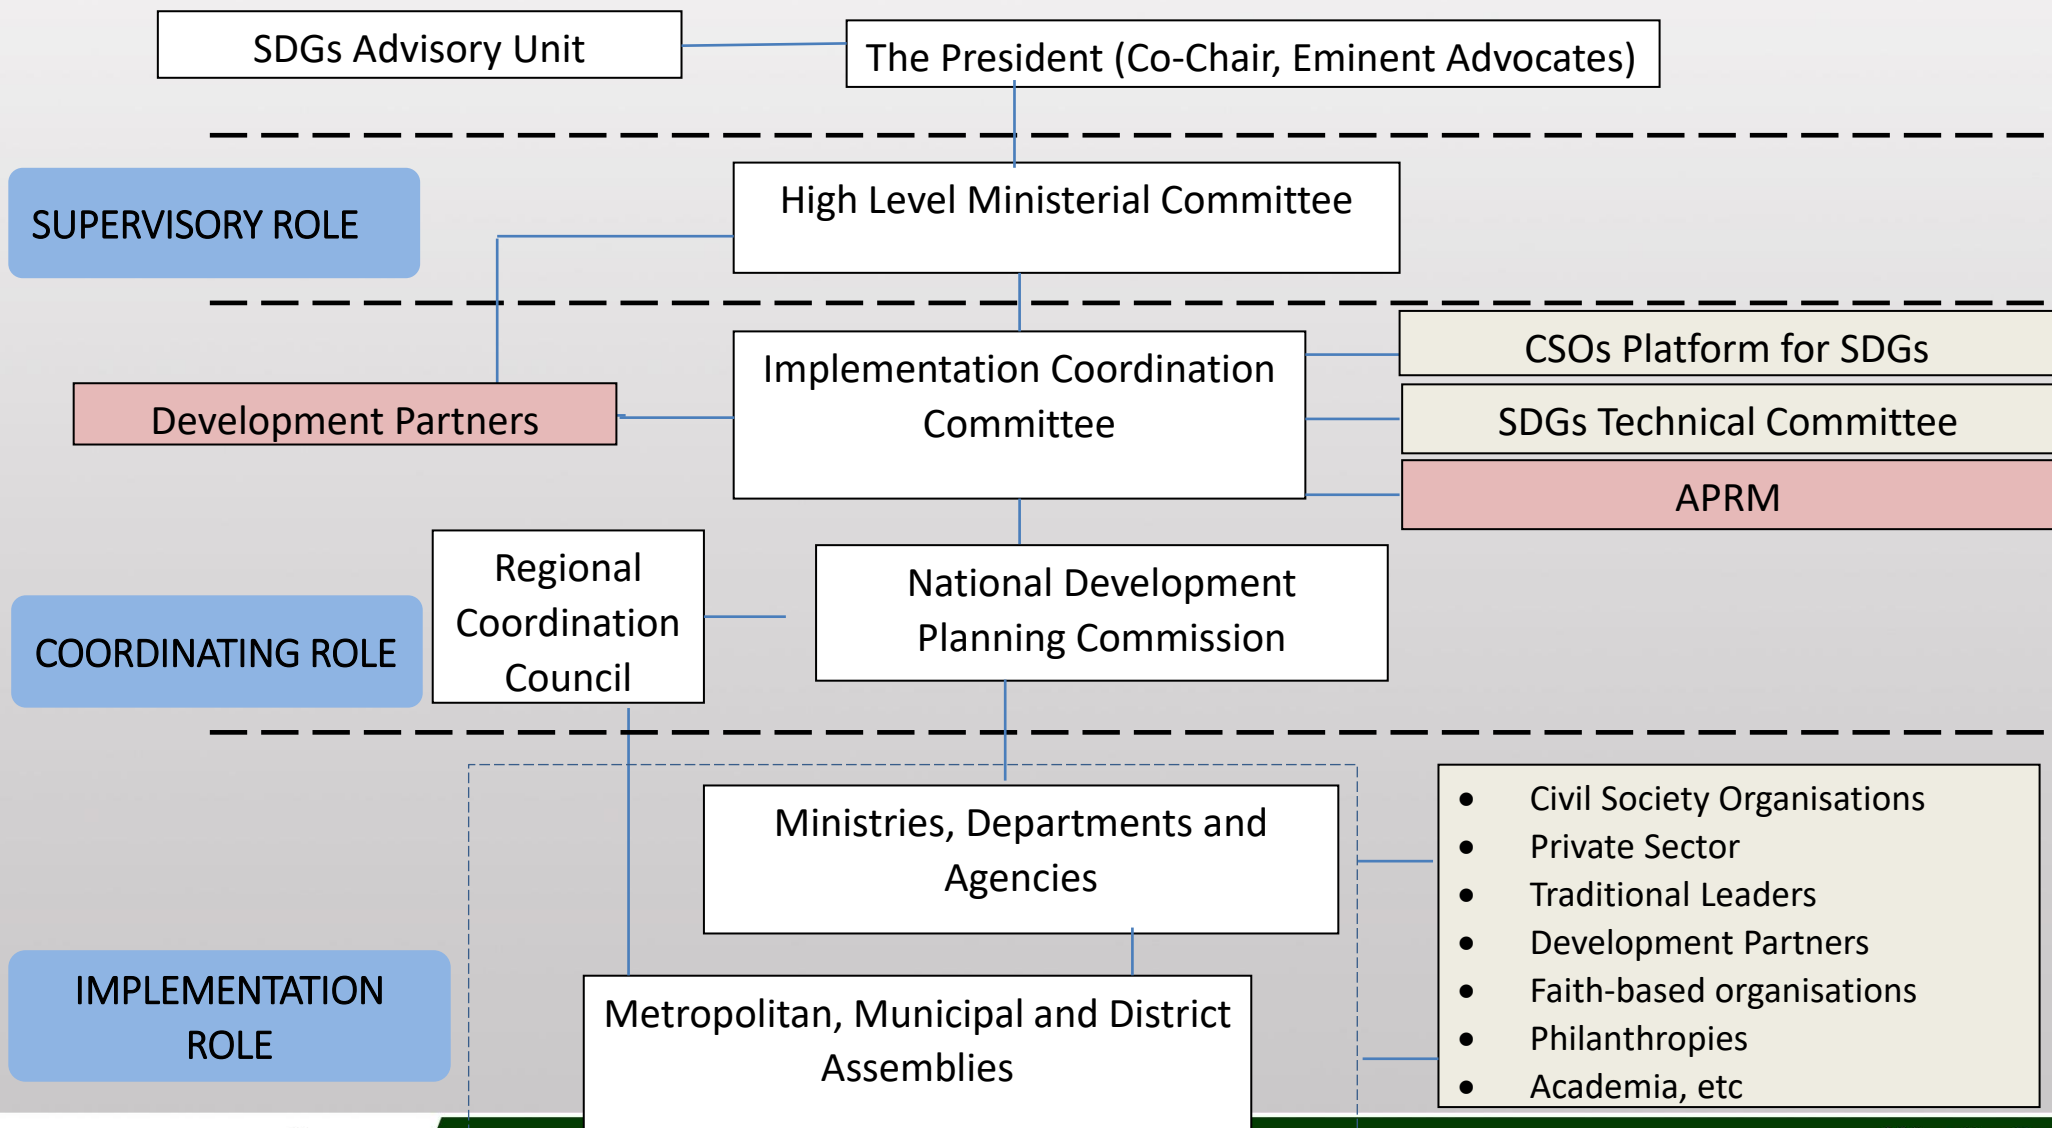 SDGs Advisory Unit
The President (Co-Chair, Eminent Advocates)
SUPERVISORY ROLE
High Level Ministerial Committee
Development Partners
Implementation Coordination
Committee
CSOs Platform for SDGs
SDGs Technical Committee
APRM
COORDINATING ROLE
Regional
Coordination
Council
National Development
Planning Commission
IMPLEMENTATION
ROLE
Ministries, Departments and
Agencies
Metropolitan, Municipal and District
Assemblies
• Civil Society Organisations
• Private Sector
• Traditional Leaders
• Development Partners
• Faith-based organisations
• Philanthropies
• Academia, etc